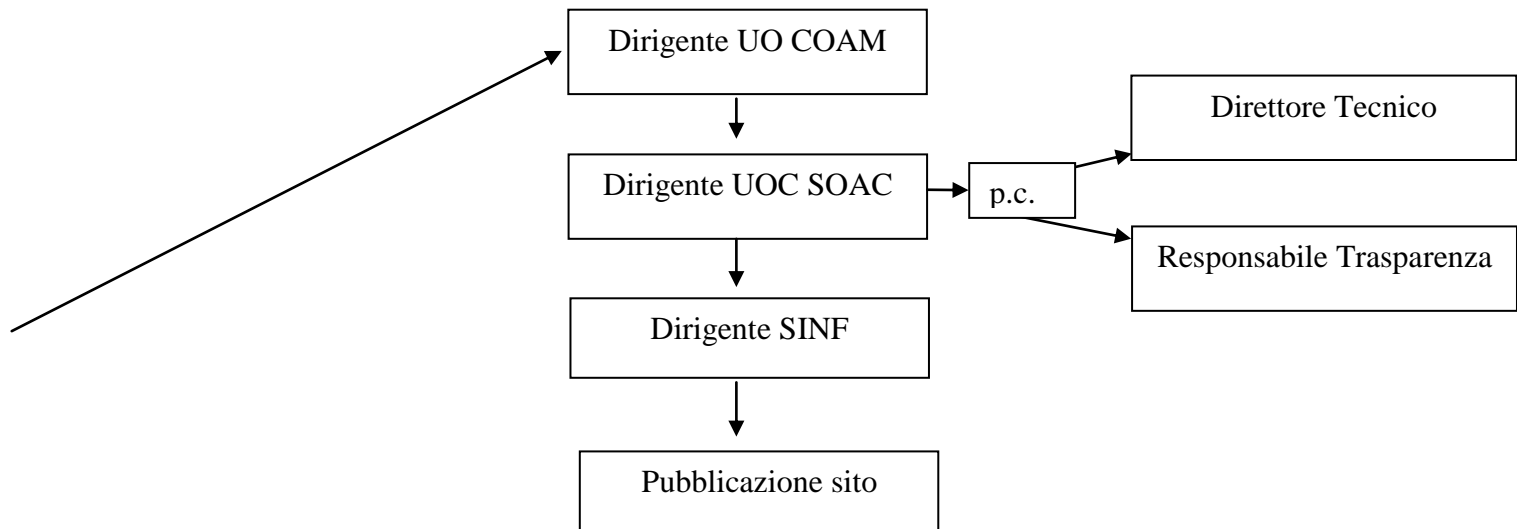 Dirigente UO COAM
Direttore Tecnico
Dirigente UOC SOAC
p.c.
Responsabile Trasparenza
Dirigente SINF
Pubblicazione sito